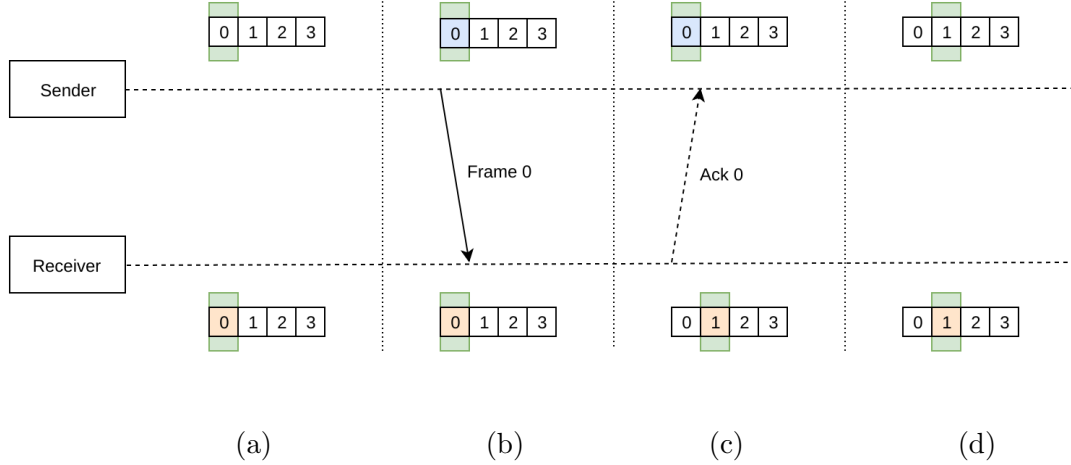 0 1 2 3 0 1 2 3 0 1 2 3 0 1 2 3
Sender
Frame 0
Ack 0
Receiver
0 1 2 3 0 1 2 3 0 1 2 3 0 1 2 3
(a) (b) (c) (d)